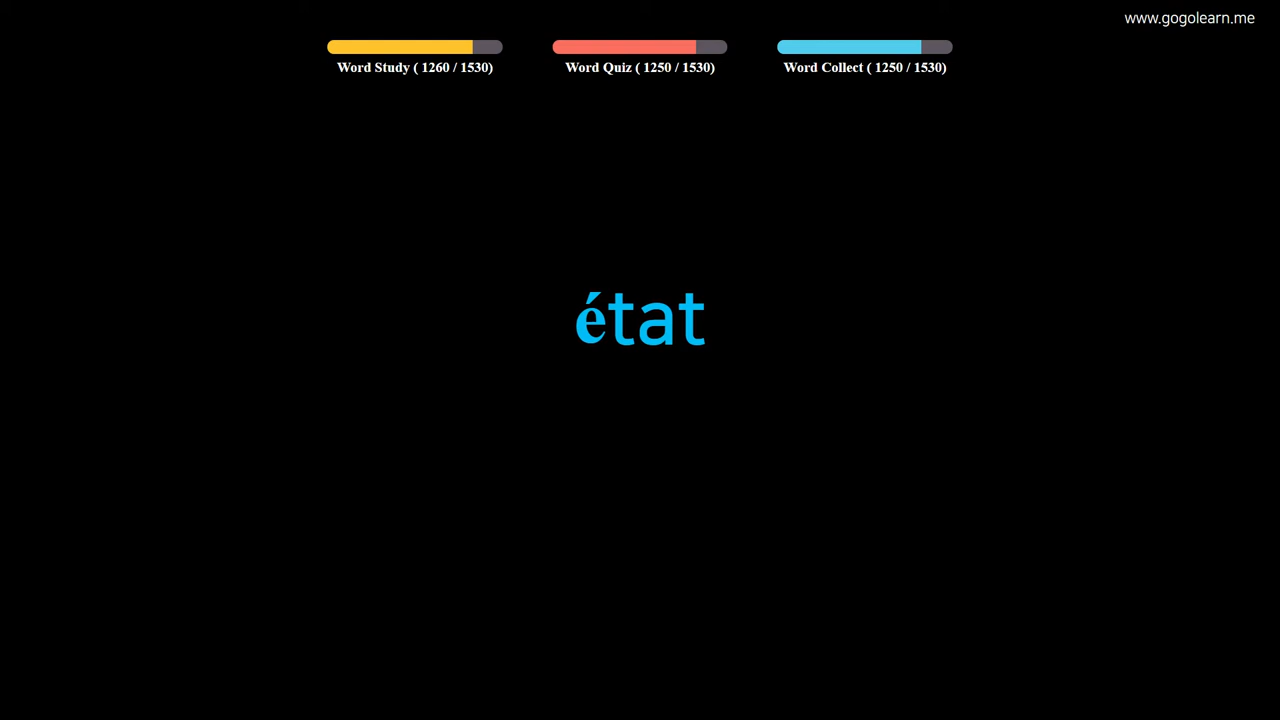 www.gogolearn.me
Word Study ( 1260 / 1530)
Word Quiz ( 1250 / 1530)
Word Collect ( 1250 / 1530)
état